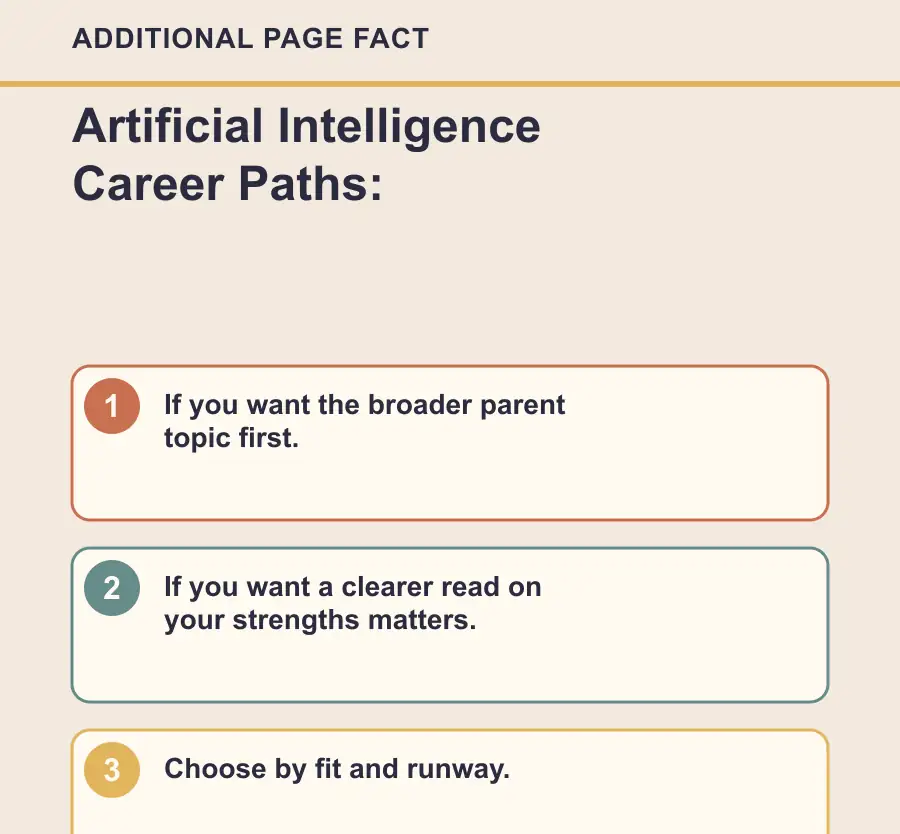 ADDITIONAL PAGE FACT
Artificial Intelligence
Career Paths:
1
If you want the broader parent
topic first.
2
If you want a clearer read on
your strengths matters.
3
Choose by fit and runway.